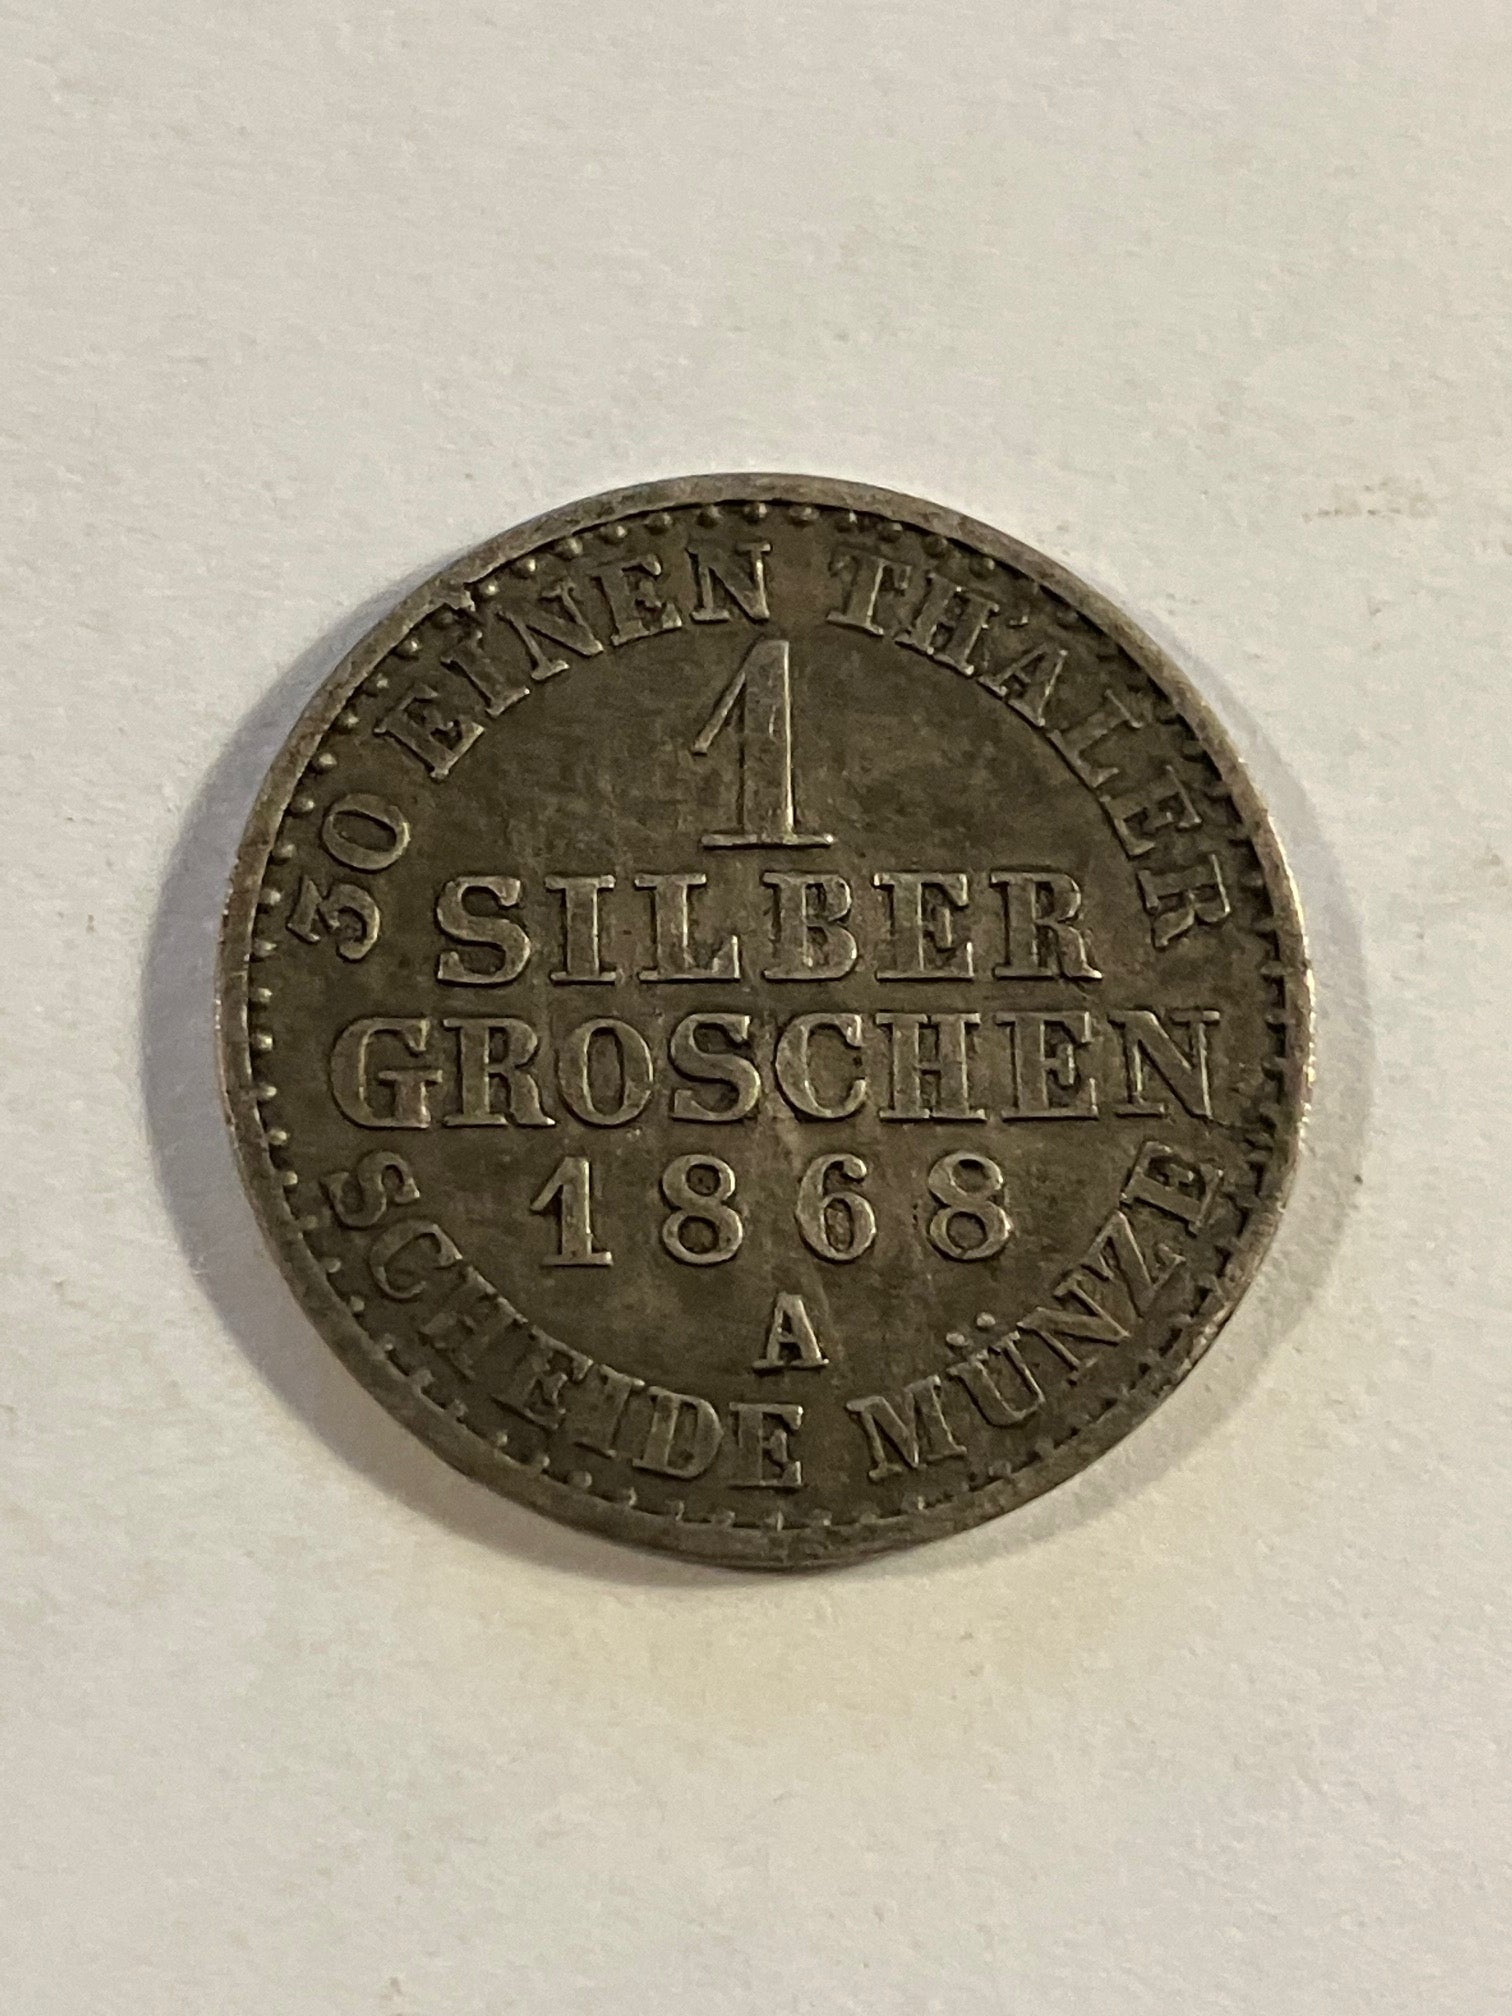 30 EINEN THALER
1
SILBER
GROSCHEN
1868
A
SCHEIDE MÜNZE